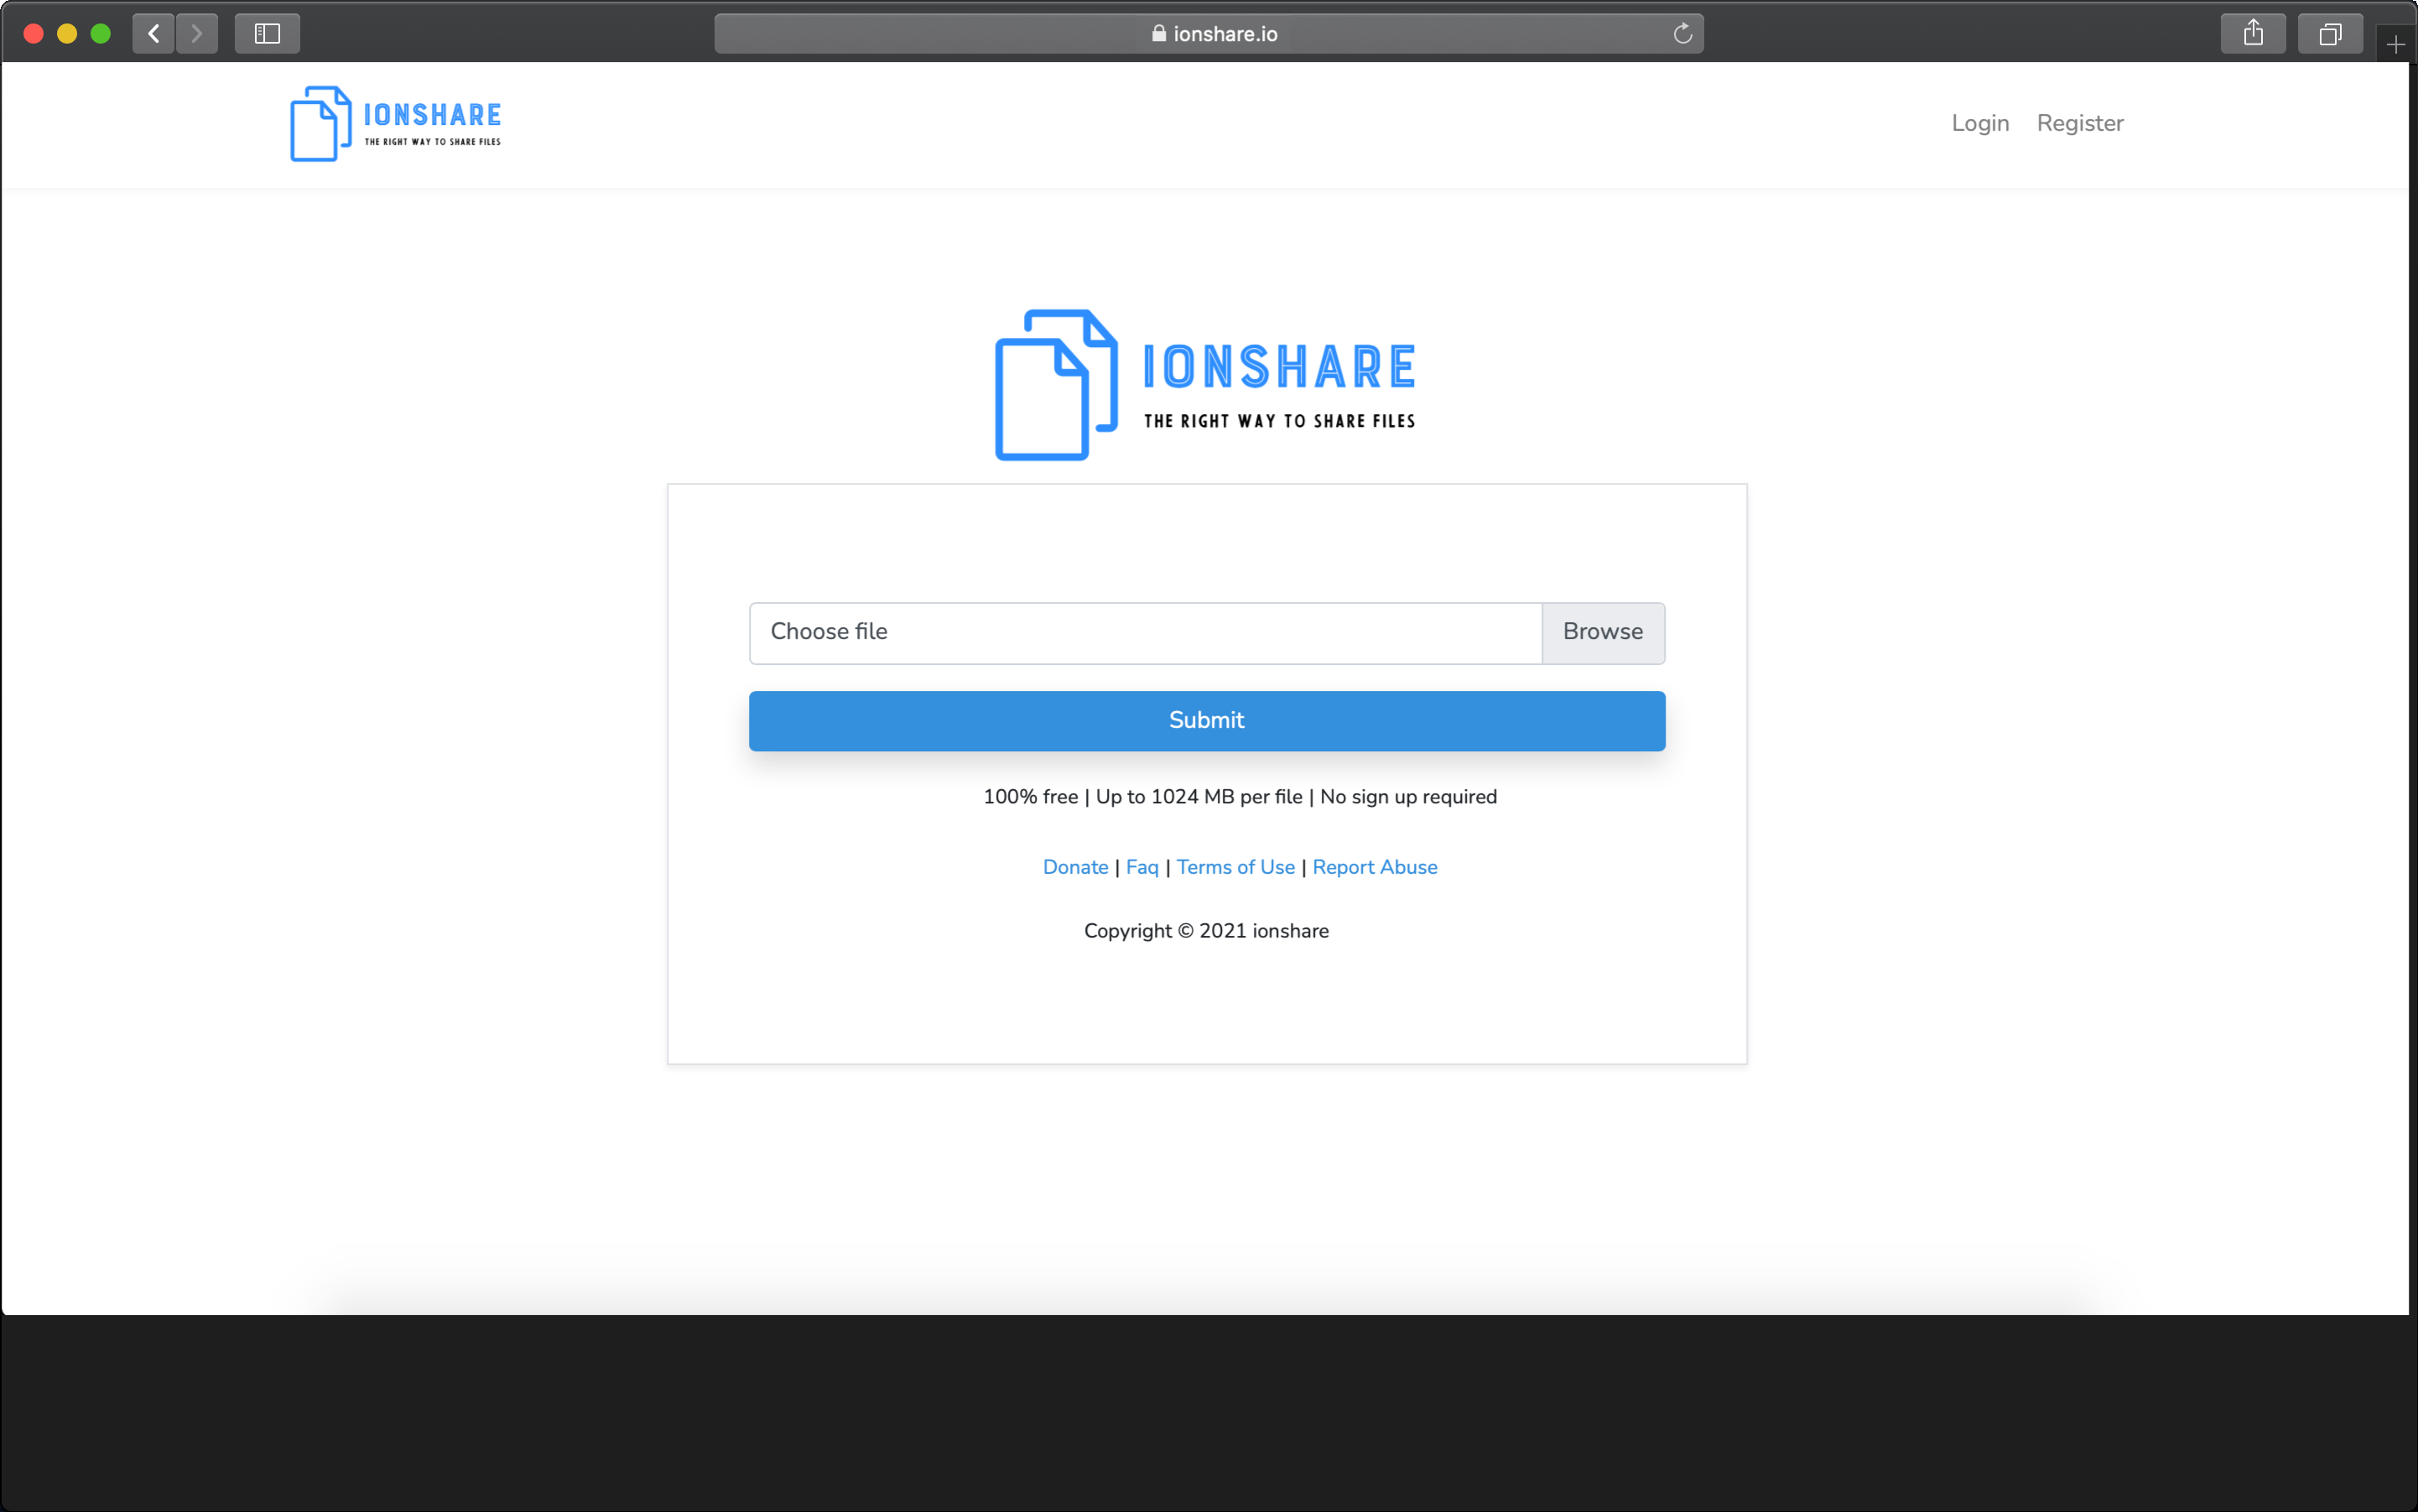 ionshare.io
IONSHARE
THE RIGHT WAY TO SHARE FILES
Login Register
IONSHARE
THE RIGHT WAY TO SHARE FILES
Choose file Browse
Submit
100% free | Up to 1024 MB per file | No sign up required
Donate | Faq | Terms of Use | Report Abuse
Copyright © 2021 ionshare